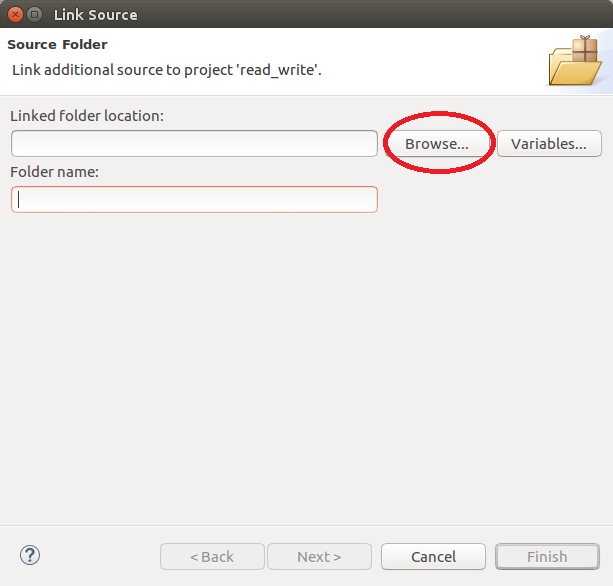 Link Source
Source Folder
Link additional source to project 'read_write'.
Linked folder location:
Browse... Variables...
Folder name:
? < Back Next > Cancel Finish